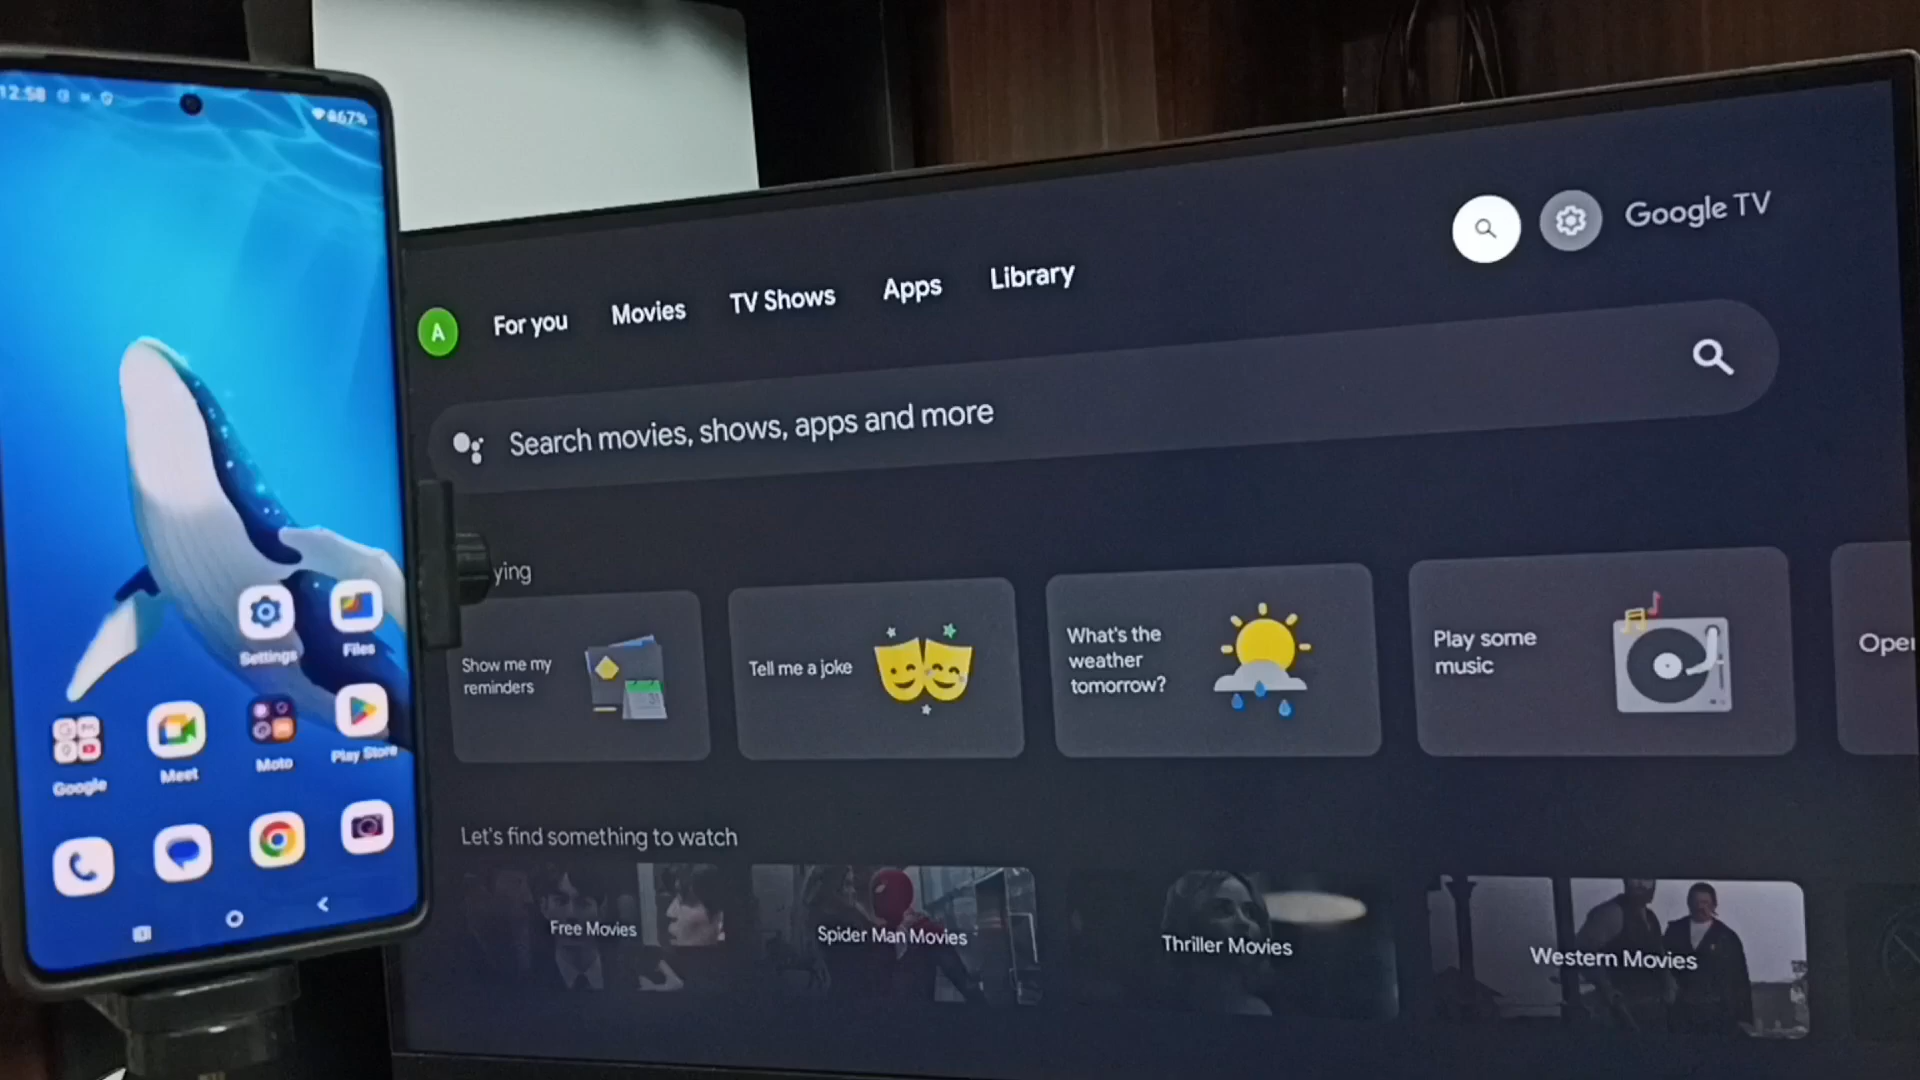 12:58
67%
Settings
Files
Google
Meet
Moto
Play Store
Google TV
A
For you
Movies
TV Shows
Apps
Library
Search movies, shows, apps and more
ying
Show me my
reminders
Tell me a joke
What's the
weather
tomorrow?
Play some
music
Oper
Let's find something to watch
Free Movies
Spider Man Movies
Thriller Movies
Western Movies